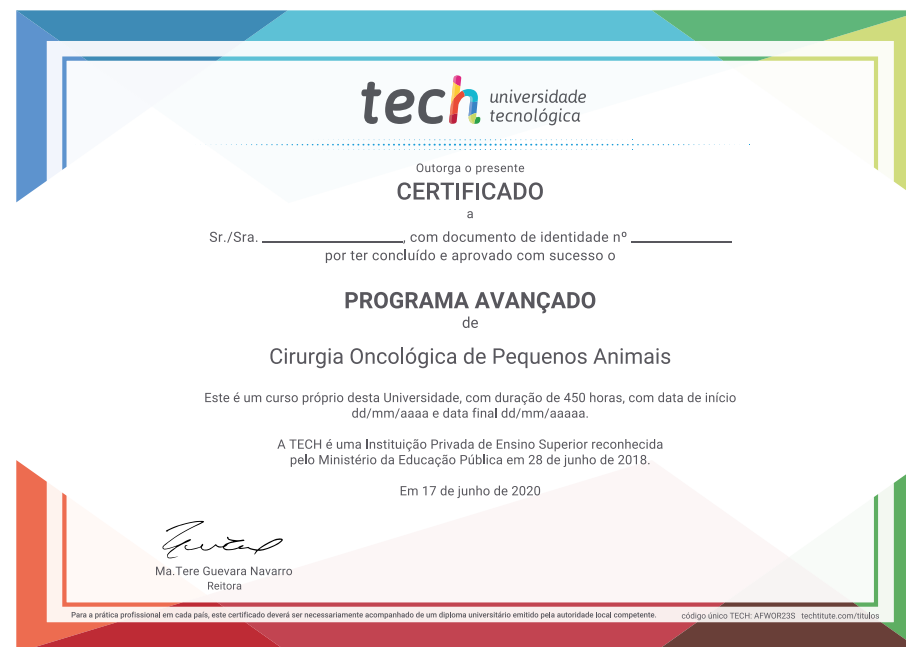 tech universidade
tecnológica
Outorga o presente
CERTIFICADO
a
Sr./Sra. ____________________, com documento de identidade nº ______________
por ter concluído e aprovado com sucesso o
PROGRAMA AVANÇADO
de
Cirurgia Oncológica de Pequenos Animais
Este é um curso próprio desta Universidade, com duração de 450 horas, com data de início
dd/mm/aaaa e data final dd/mm/aaaaa.
A TECH é uma Instituição Privada de Ensino Superior reconhecida
pelo Ministério da Educação Pública em 28 de junho de 2018.
Em 17 de junho de 2020
Ma.Tere Guevara Navarro
Reitora
Para a prática profissional em cada país, este certificado deverá ser necessariamente acompanhado de um diploma universitário emitido pela autoridade local competente. código único TECH: AFWOR23S techtitute.com/titulos